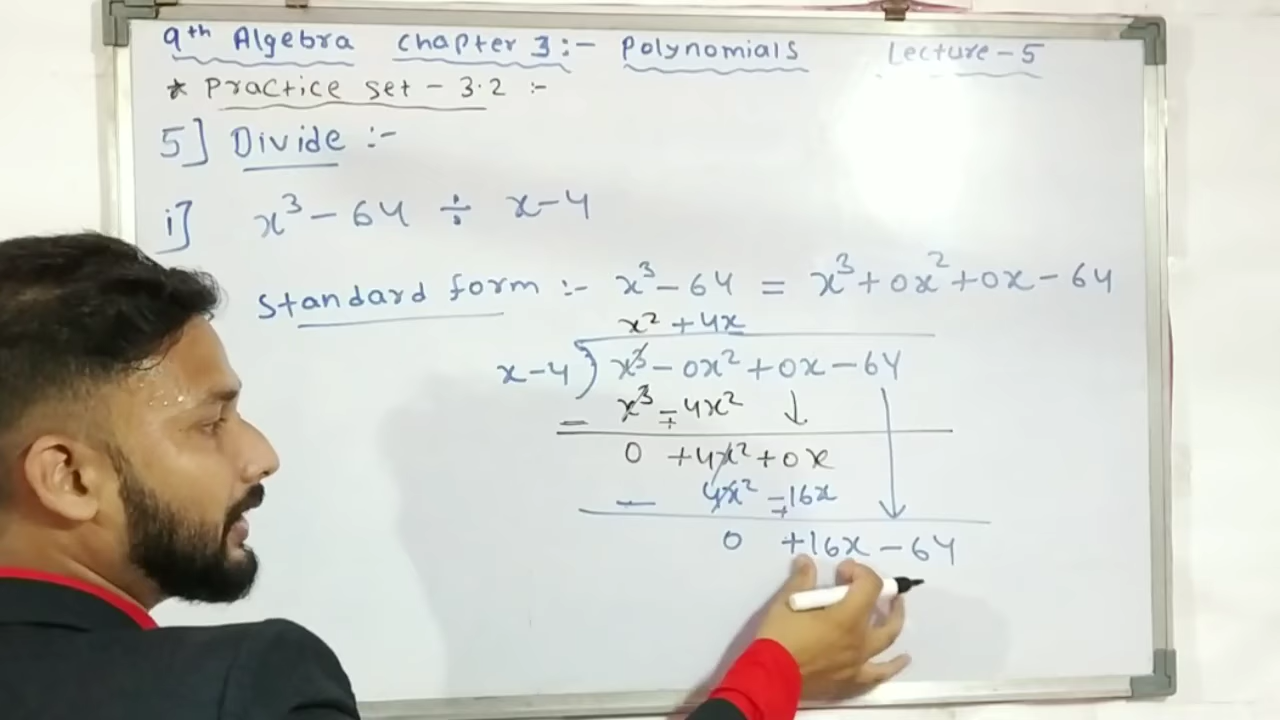 9th Algebra Chapter 3:- Polynomials Lecture-5
* Practice set - 3.2 :-
5] Divide :-
i] x³ - 64 ÷ x-4
Standard form :- x³ - 64 = x³ + 0x² + 0x - 64
x² + 4x
x-4 ) x³ - 0x² + 0x - 64
- x³ -+ 4x² ↓
0 + 4x² + 0x
- 4x² -+ 16x
0 + 16x - 64